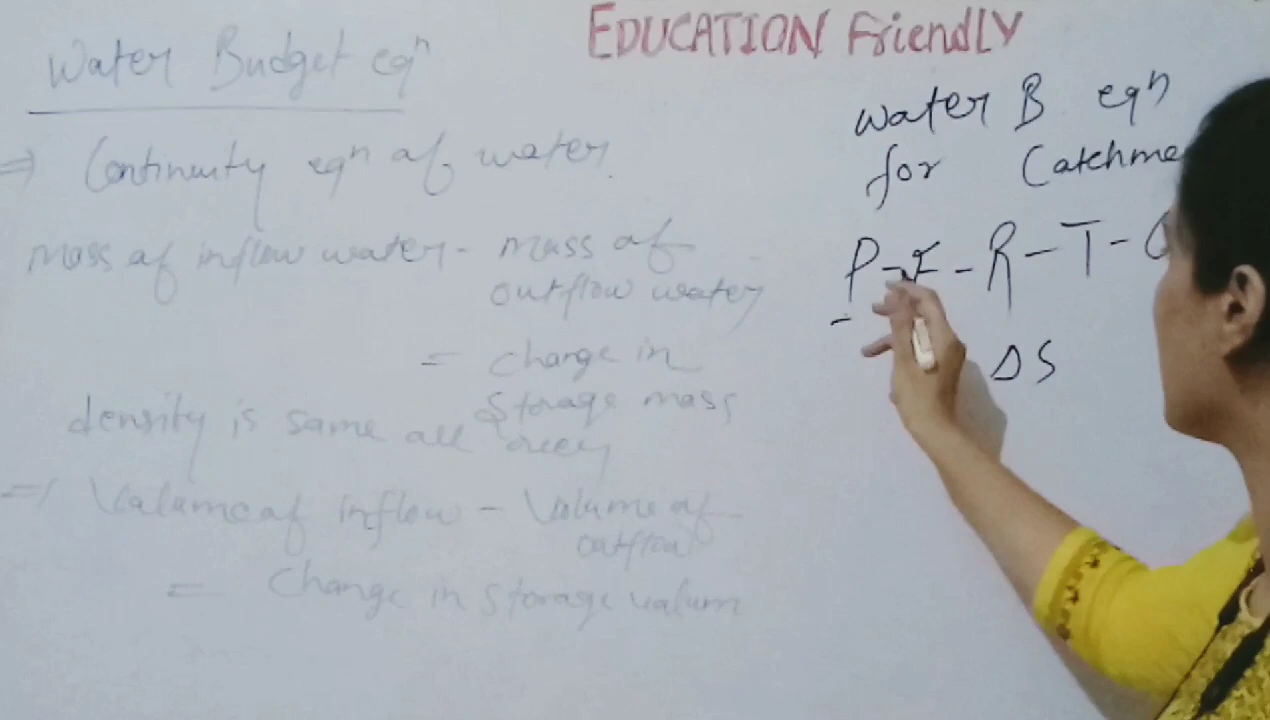 EDUCATION FriendLY
Water Budget eqⁿ
⇒ Continuity eqⁿ of water.
mass of inflow water - mass of
outflow water
= change in
storage mass
density is same all over
⇒ Volume of inflow - Volume of
outflow
= Change in storage valum
water B eqⁿ
for Catchme
P - E - R - T -
ΔS